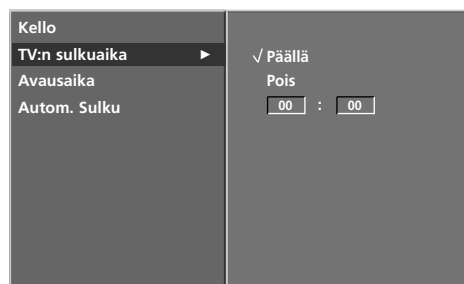 Kello
TV:n sulkuaika ►
Avausaika
Autom. Sulku
√ Päällä
Pois
00 : 00